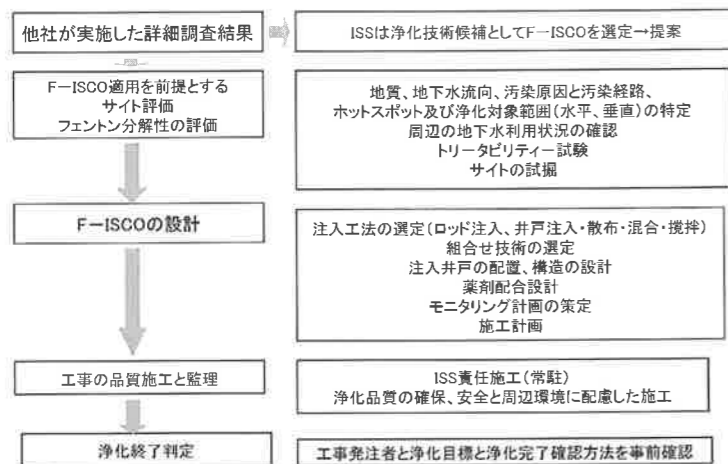 他社が実施した詳細調査結果
ISSは浄化技術候補としてF－ISCOを選定→提案
F－ISCO適用を前提とする
サイト評価
フェントン分解性の評価
地質、地下水流向、汚染原因と汚染経路、
ホットスポット及び浄化対象範囲(水平、垂直)の特定
周辺の地下水利用状況の確認
トリータビリティー試験
サイトの試掘
F－ISCOの設計
注入工法の選定(ロッド注入、井戸注入・散布・混合・撹拌)
組合せ技術の選定
注入井戸の配置、構造の設計
薬剤配合設計
モニタリング計画の策定
施工計画
工事の品質施工と監理
ISS責任施工(常駐)
浄化品質の確保、安全と周辺環境に配慮した施工
浄化終了判定
工事発注者と浄化目標と浄化完了確認方法を事前確認